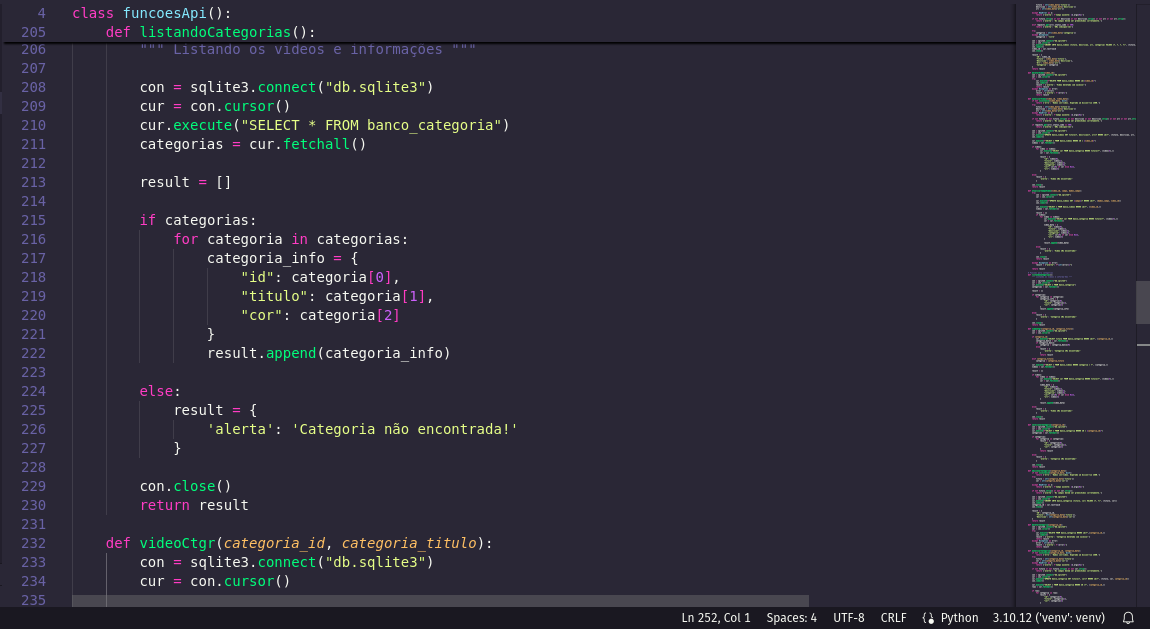 4 class funcoesApi():
205 def listandoCategorias():
206 """ Listando os videos e informações """
207
208 con = sqlite3.connect("db.sqlite3")
209 cur = con.cursor()
210 cur.execute("SELECT * FROM banco_categoria")
211 categorias = cur.fetchall()
212
213 result = []
214
215 if categorias:
216 for categoria in categorias:
217 categoria_info = {
218 "id": categoria[0],
219 "titulo": categoria[1],
220 "cor": categoria[2]
221 }
222 result.append(categoria_info)
223
224 else:
225 result = {
226 'alerta': 'Categoria não encontrada!'
227 }
228
229 con.close()
230 return result
231
232 def videoCtgr(categoria_id, categoria_titulo):
233 con = sqlite3.connect("db.sqlite3")
234 cur = con.cursor()
235
Ln 252, Col 1 Spaces: 4 UTF-8 CRLF Python 3.10.12 ('venv': venv)